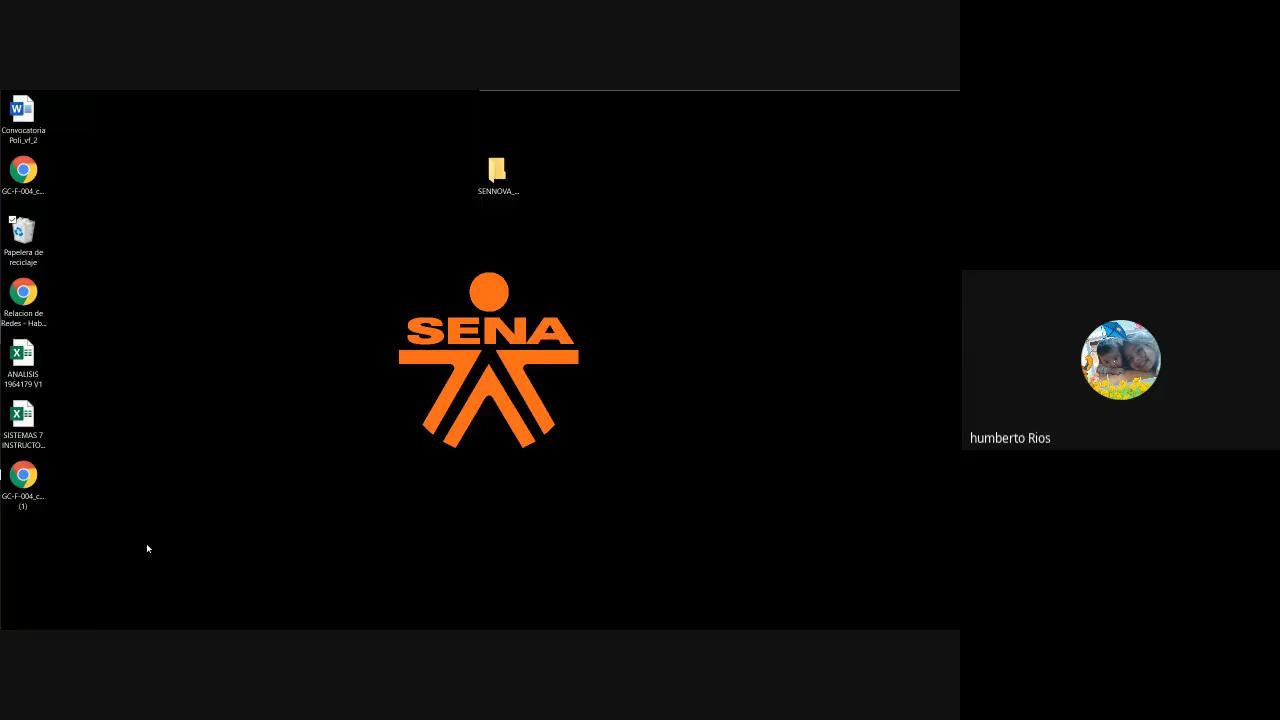 Convocatoria
Poli_vf_2
GC-F-004_c...
Papelera de
reciclaje
Relacion de
Redes - Hab...
ANALISIS
1964179 V1
SISTEMAS 7
INSTRUCTO...
GC-F-004_c...
(1)
SENNOVA_...
SENA
humberto Rios